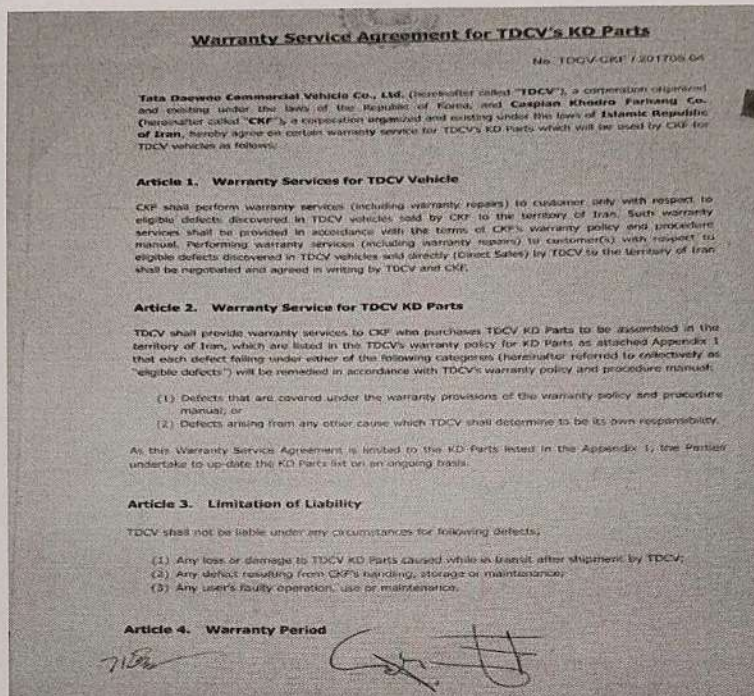 Warranty Service Agreement for TDCV's KD Parts
No. TDCV-CKF / 201708-04
Tata Daewoo Commercial Vehicle Co., Ltd. (hereinafter called "TDCV"), a corporation organized
and existing under the laws of the Republic of Korea, and Caspian Khodro Farhang Co.
(hereinafter called "CKF"), a corporation organized and existing under the laws of Islamic Republic
of Iran, hereby agree on certain warranty service for TDCV's KD Parts which will be used by CKF for
TDCV vehicles as follows;
Article 1. Warranty Services for TDCV Vehicle
CKF shall perform warranty services (including warranty repairs) to customer only with respect to
eligible defects discovered in TDCV vehicles sold by CKF to the territory of Iran. Such warranty
services shall be provided in accordance with the terms of CKF's warranty policy and procedure
manual. Performing warranty services (including warranty repairs) to customer(s) with respect to
eligible defects discovered in TDCV vehicles sold directly (Direct Sales) by TDCV to the territory of Iran
shall be negotiated and agreed in writing by TDCV and CKF.
Article 2. Warranty Service for TDCV KD Parts
TDCV shall provide warranty services to CKF who purchases TDCV KD Parts to be assembled in the
territory of Iran, which are listed in the TDCV's warranty policy for KD Parts as attached Appendix 1
that each defect falling under either of the following categories (hereinafter referred to collectively as
"eligible defects") will be remedied in accordance with TDCV's warranty policy and procedure manual:
(1) Defects that are covered under the warranty provisions of the warranty policy and procedure
manual; or
(2) Defects arising from any other cause which TDCV shall determine to be its own responsibility.
As this Warranty Service Agreement is limited to the KD Parts listed in the Appendix 1, the Parties
undertake to up-date the KD Parts list on an ongoing basis.
Article 3. Limitation of Liability
TDCV shall not be liable under any circumstances for following defects;
(1) Any loss or damage to TDCV KD Parts caused while in transit after shipment by TDCV;
(2) Any defect resulting from CKF's handling, storage or maintenance;
(3) Any user's faulty operation, use or maintenance.
Article 4. Warranty Period